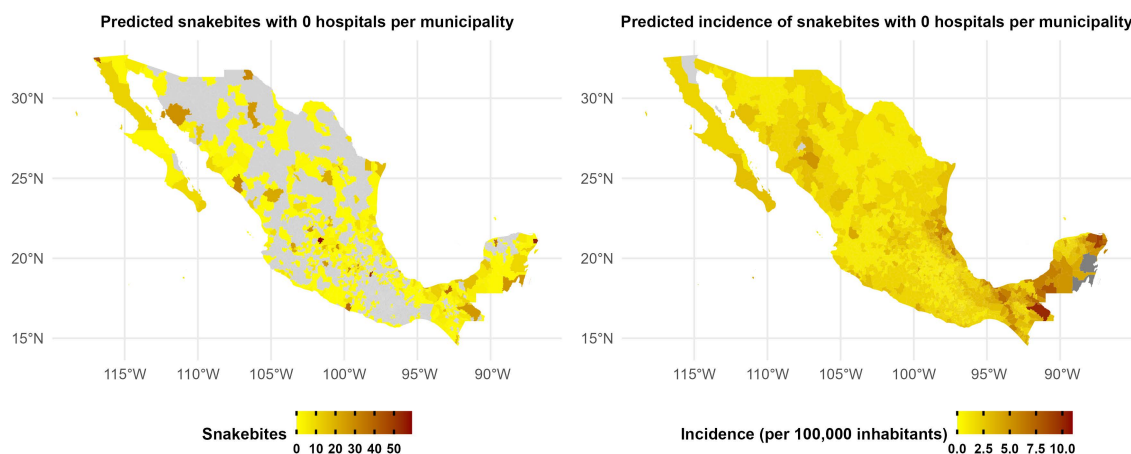 Predicted snakebites with 0 hospitals per municipality
30°N
25°N
20°N
15°N
115°W 110°W 105°W 100°W 95°W 90°W
Snakebites
0 10 20 30 40 50
Predicted incidence of snakebites with 0 hospitals per municipality
30°N
25°N
20°N
15°N
115°W 110°W 105°W 100°W 95°W 90°W
Incidence (per 100,000 inhabitants)
0.0 2.5 5.0 7.5 10.0